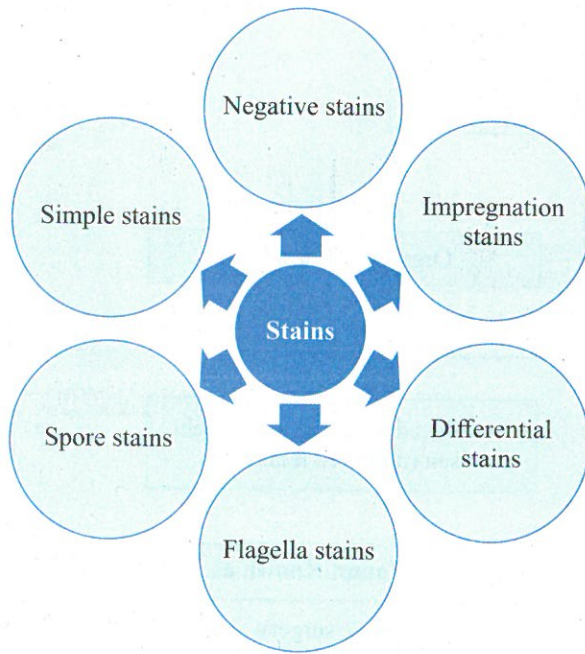 Negative stains
Simple stains
Impregnation
stains
Stains
Spore stains
Differential
stains
Flagella stains